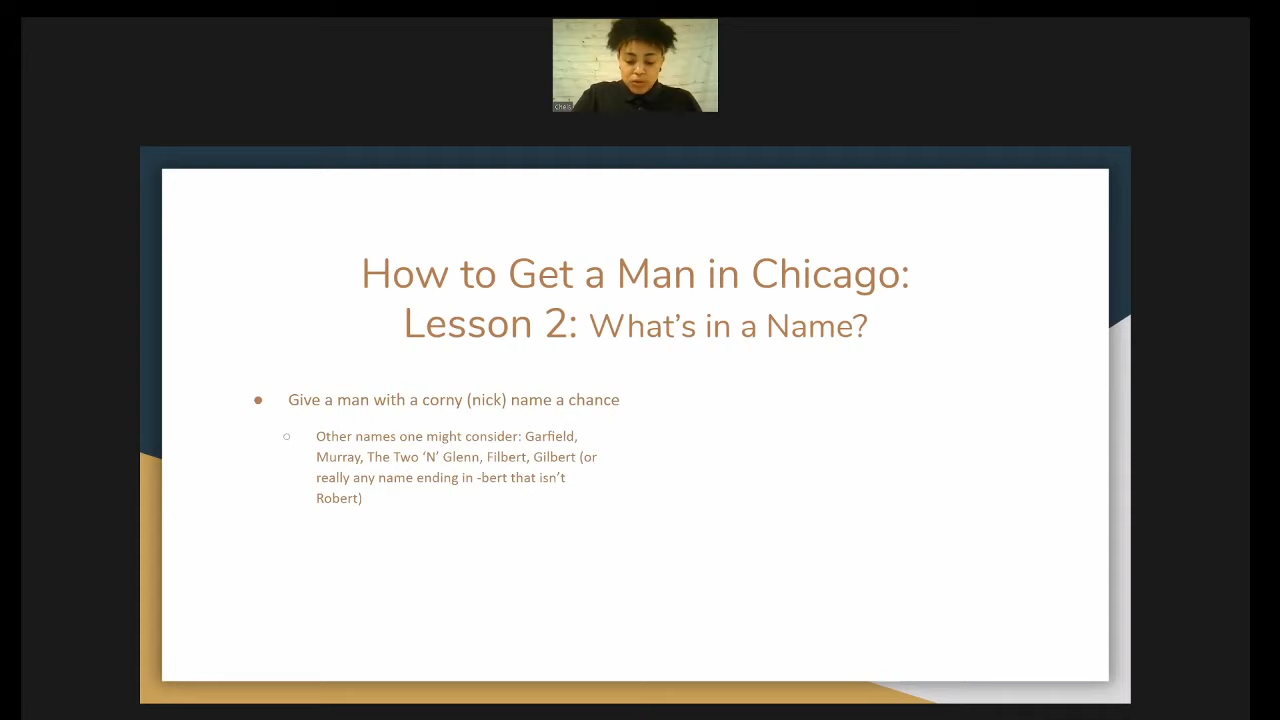 How to Get a Man in Chicago:
Lesson 2: What's in a Name?
● Give a man with a corny (nick) name a chance
○ Other names one might consider: Garfield,
Murray, The Two ‘N’ Glenn, Filbert, Gilbert (or
really any name ending in -bert that isn’t
Robert)